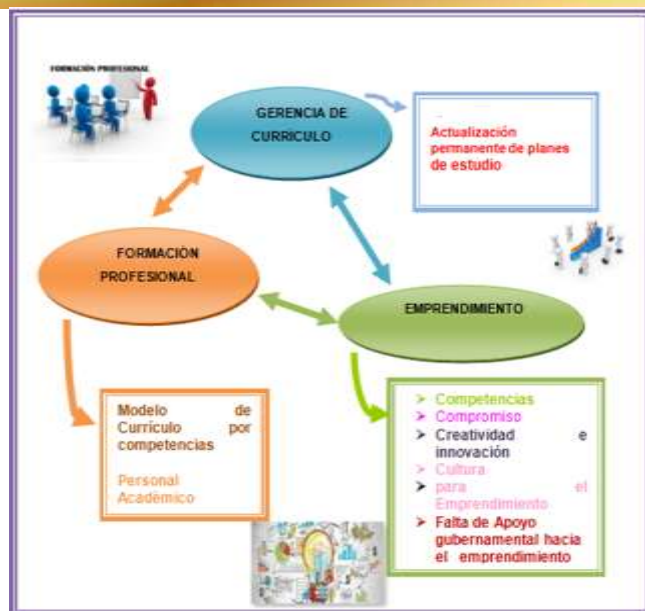 FORMACIÓN PROFESIONAL
GERENCIA DE
CURRÍCULO
Actualización
permanente de planes
de estudio
FORMACIÓN
PROFESIONAL
EMPRENDIMIENTO
Modelo de
Currículo por
competencias
Personal
Académico
➢ Competencias
➢ Compromiso
➢ Creatividad e
innovación
➢ Cultura
➢ para el
Emprendimiento
➢ Falta de Apoyo
gubernamental hacia
el emprendimiento